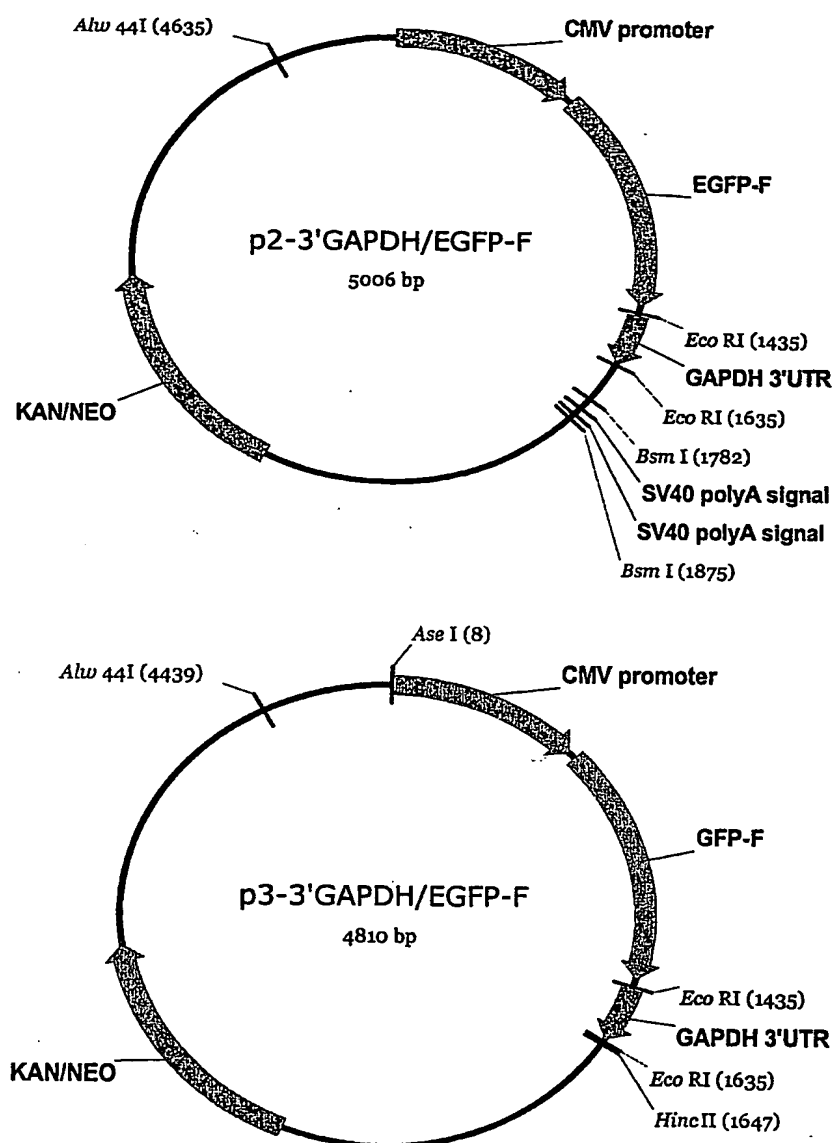 Alw 44I (4635)
CMV promoter
EGFP-F
p2-3'GAPDH/EGFP-F
5006 bp
Eco RI (1435)
GAPDH 3'UTR
KAN/NEO
Eco RI (1635)
Bsm I (1782)
SV40 polyA signal
SV40 polyA signal
Bsm I (1875)
Ase I (8)
Alw 44I (4439)
CMV promoter
GFP-F
p3-3'GAPDH/EGFP-F
4810 bp
Eco RI (1435)
GAPDH 3'UTR
KAN/NEO
Eco RI (1635)
HincII (1647)